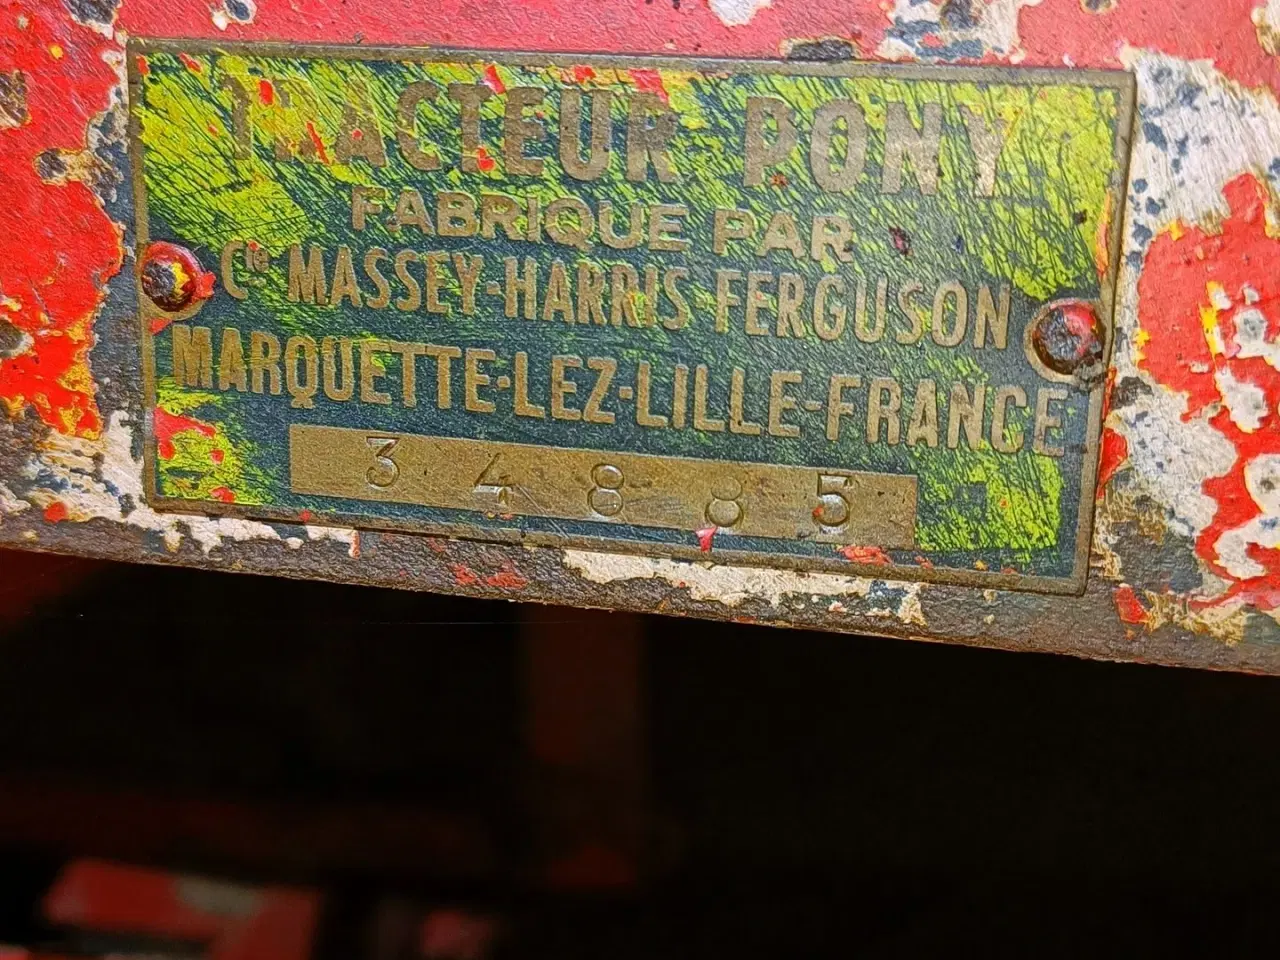 TRACTEUR PONY
FABRIQUE PAR
Cie MASSEY-HARRIS FERGUSON
MARQUETTE-LEZ-LILLE-FRANCE
34885